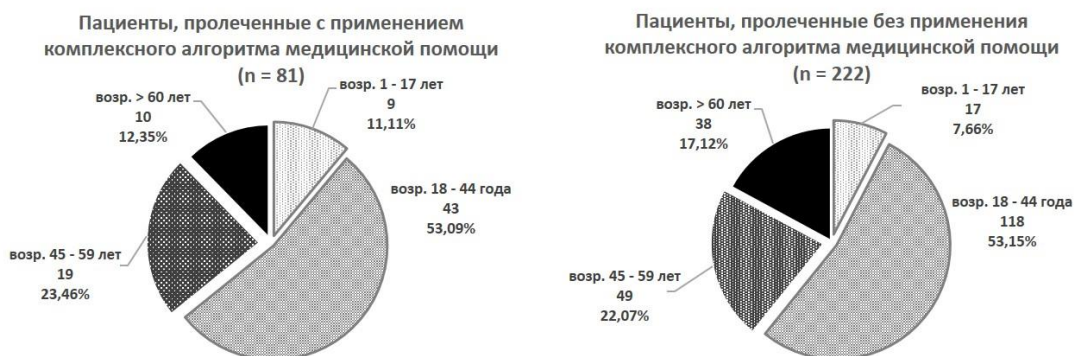 Пациенты, пролеченные с применением
комплексного алгоритма медицинской помощи
(n = 81)
возр. > 60 лет
10
12,35%
возр. 1 - 17 лет
9
11,11%
возр. 18 - 44 года
43
53,09%
возр. 45 - 59 лет
19
23,46%
Пациенты, пролеченные без применения
комплексного алгоритма медицинской помощи
(n = 222)
возр. > 60 лет
38
17,12%
возр. 1 - 17 лет
17
7,66%
возр. 18 - 44 года
118
53,15%
возр. 45 - 59 лет
49
22,07%